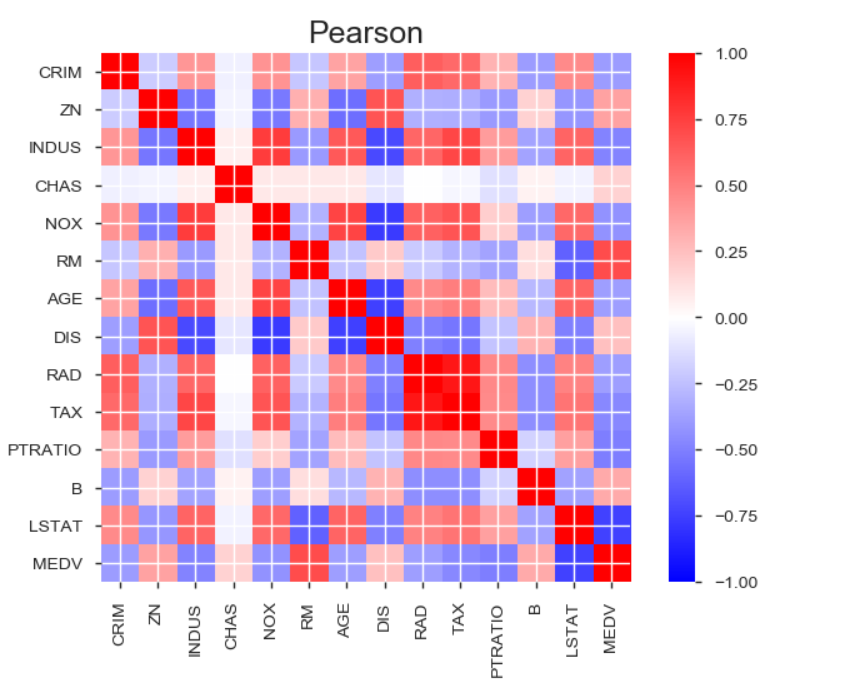 Pearson
CRIM
ZN
INDUS
CHAS
NOX
RM
AGE
DIS
RAD
TAX
PTRATIO
B
LSTAT
MEDV
CRIM
ZN
INDUS
CHAS
NOX
RM
AGE
DIS
RAD
TAX
PTRATIO
B
LSTAT
MEDV
1.00
0.75
0.50
0.25
0.00
−0.25
−0.50
−0.75
−1.00